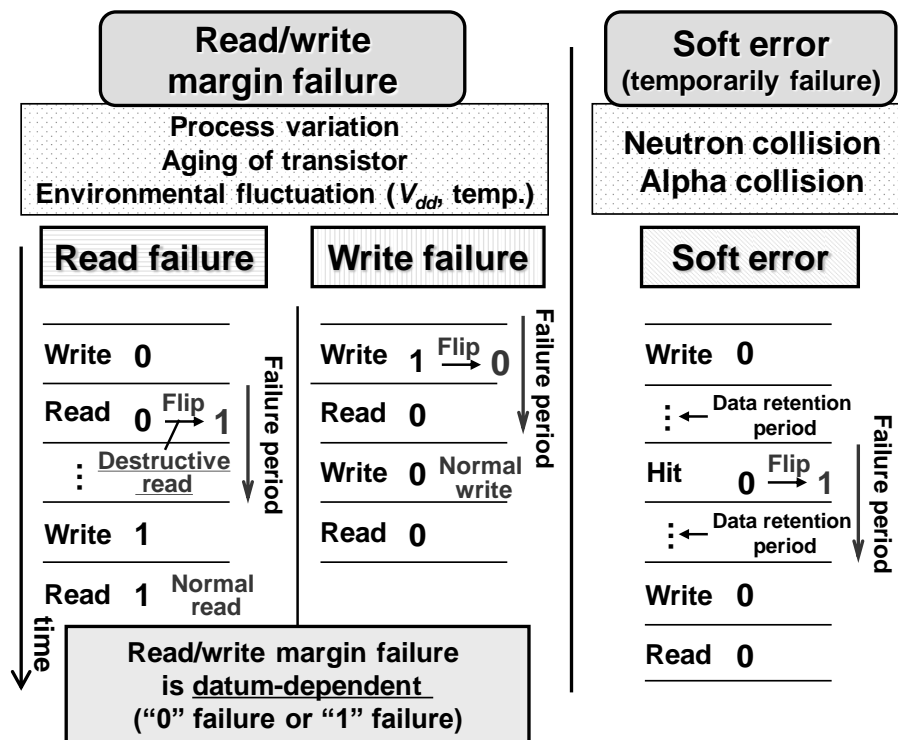 Read/write
margin failure
Process variation
Aging of transistor
Environmental fluctuation (Vdd, temp.)
Read failure
Write failure
Write 0
Read 0 Flip 1
Destructive
read
⋮
Write 1
Read 1 Normal
read
Failure period
time
Write 1 Flip 0
Read 0
Write 0 Normal
write
Read 0
Failure period
Read/write margin failure
is datum-dependent
(“0” failure or “1” failure)
Soft error
(temporarily failure)
Neutron collision
Alpha collision
Soft error
Write 0
⋮ Data retention
period
Hit 0 Flip 1
⋮ Data retention
period
Write 0
Read 0
Failure period